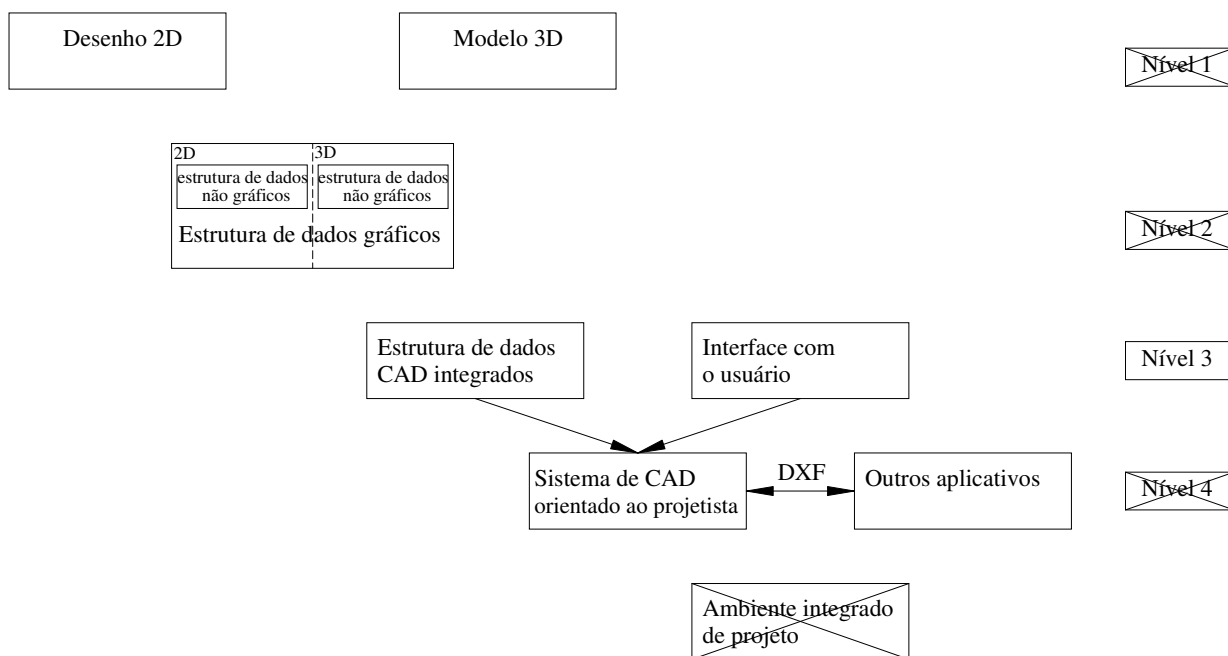 Desenho 2D
Modelo 3D
Nível 1
2D
3D
estrutura de dados
não gráficos
estrutura de dados
não gráficos
Estrutura de dados gráficos
Nível 2
Estrutura de dados
CAD integrados
Interface com
o usuário
Nível 3
Sistema de CAD
orientado ao projetista
DXF
Outros aplicativos
Nível 4
Ambiente integrado
de projeto